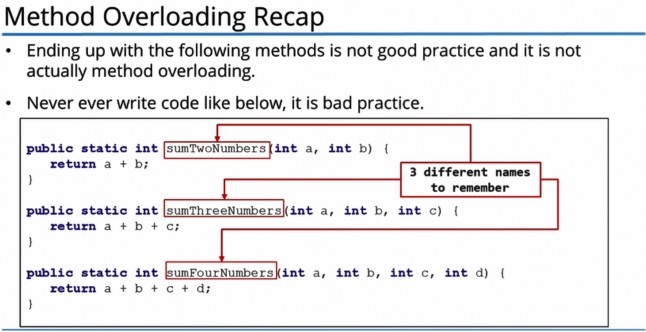 Method Overloading Recap
• Ending up with the following methods is not good practice and it is not
actually method overloading.
• Never ever write code like below, it is bad practice.
public static int sumTwoNumbers(int a, int b) {
return a + b;
}
3 different names
to remember
public static int sumThreeNumbers(int a, int b, int c) {
return a + b + c;
}
public static int sumFourNumbers(int a, int b, int c, int d) {
return a + b + c + d;
}